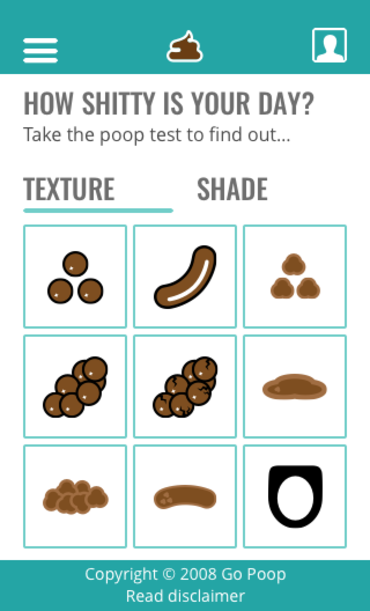 HOW SHITTY IS YOUR DAY?
Take the poop test to find out...
TEXTURE
SHADE
Copyright © 2008 Go Poop
Read disclaimer